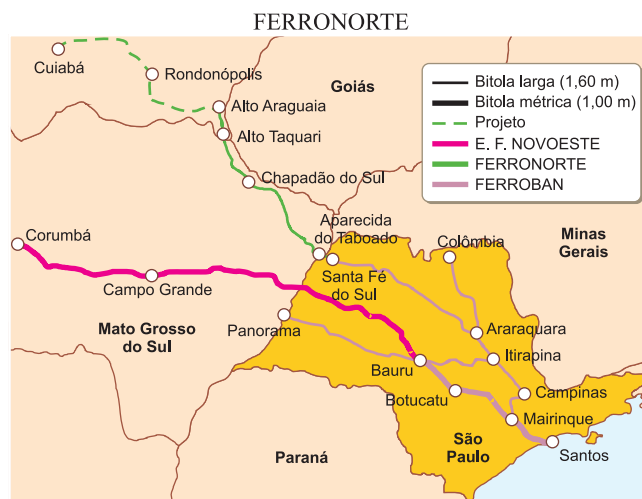 FERRONORTE
Cuiabá
Rondonópolis
Goiás
Alto Araguaia
Alto Taquari
Chapadão do Sul
Bitola larga (1,60 m)
Bitola métrica (1,00 m)
Projeto
E. F. NOVOESTE
FERRONORTE
FERROBAN
Corumbá
Aparecida
do Taboado
Colômbia
Minas
Gerais
Campo Grande
Santa Fé
do Sul
Mato Grosso
do Sul
Panorama
Araraquara
Itirapina
Bauru
Botucatu
Campinas
Mairinque
São
Paulo
Santos
Paraná